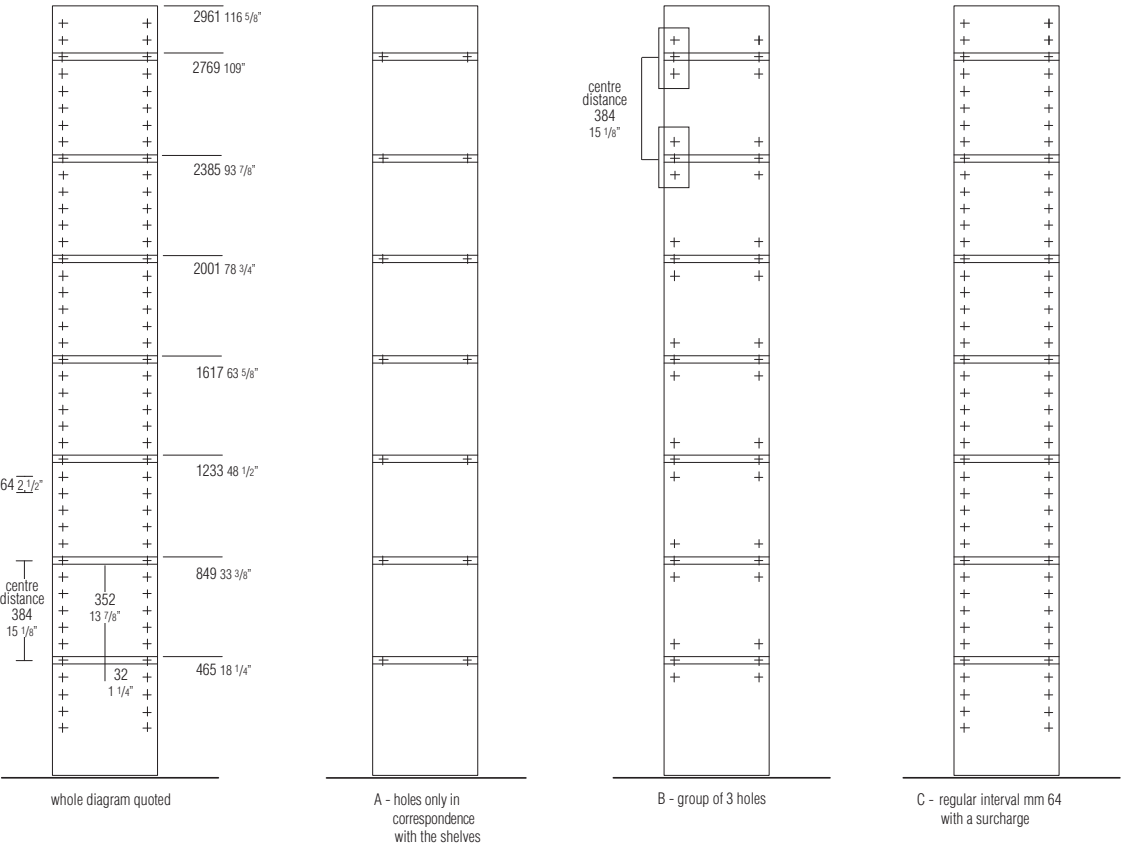 2961 116 5/8"
2769 109"
2385 93 7/8"
2001 78 3/4"
1617 63 5/8"
1233 48 1/2"
849 33 3/8"
465 18 1/4"
64 2,1/2"
centre
distance
384
15 1/8"
352
13 7/8"
32
1 1/4"
whole diagram quoted
A - holes only in
correspondence
with the shelves
centre
distance
384
15 1/8"
B - group of 3 holes
C - regular interval mm 64
with a surcharge